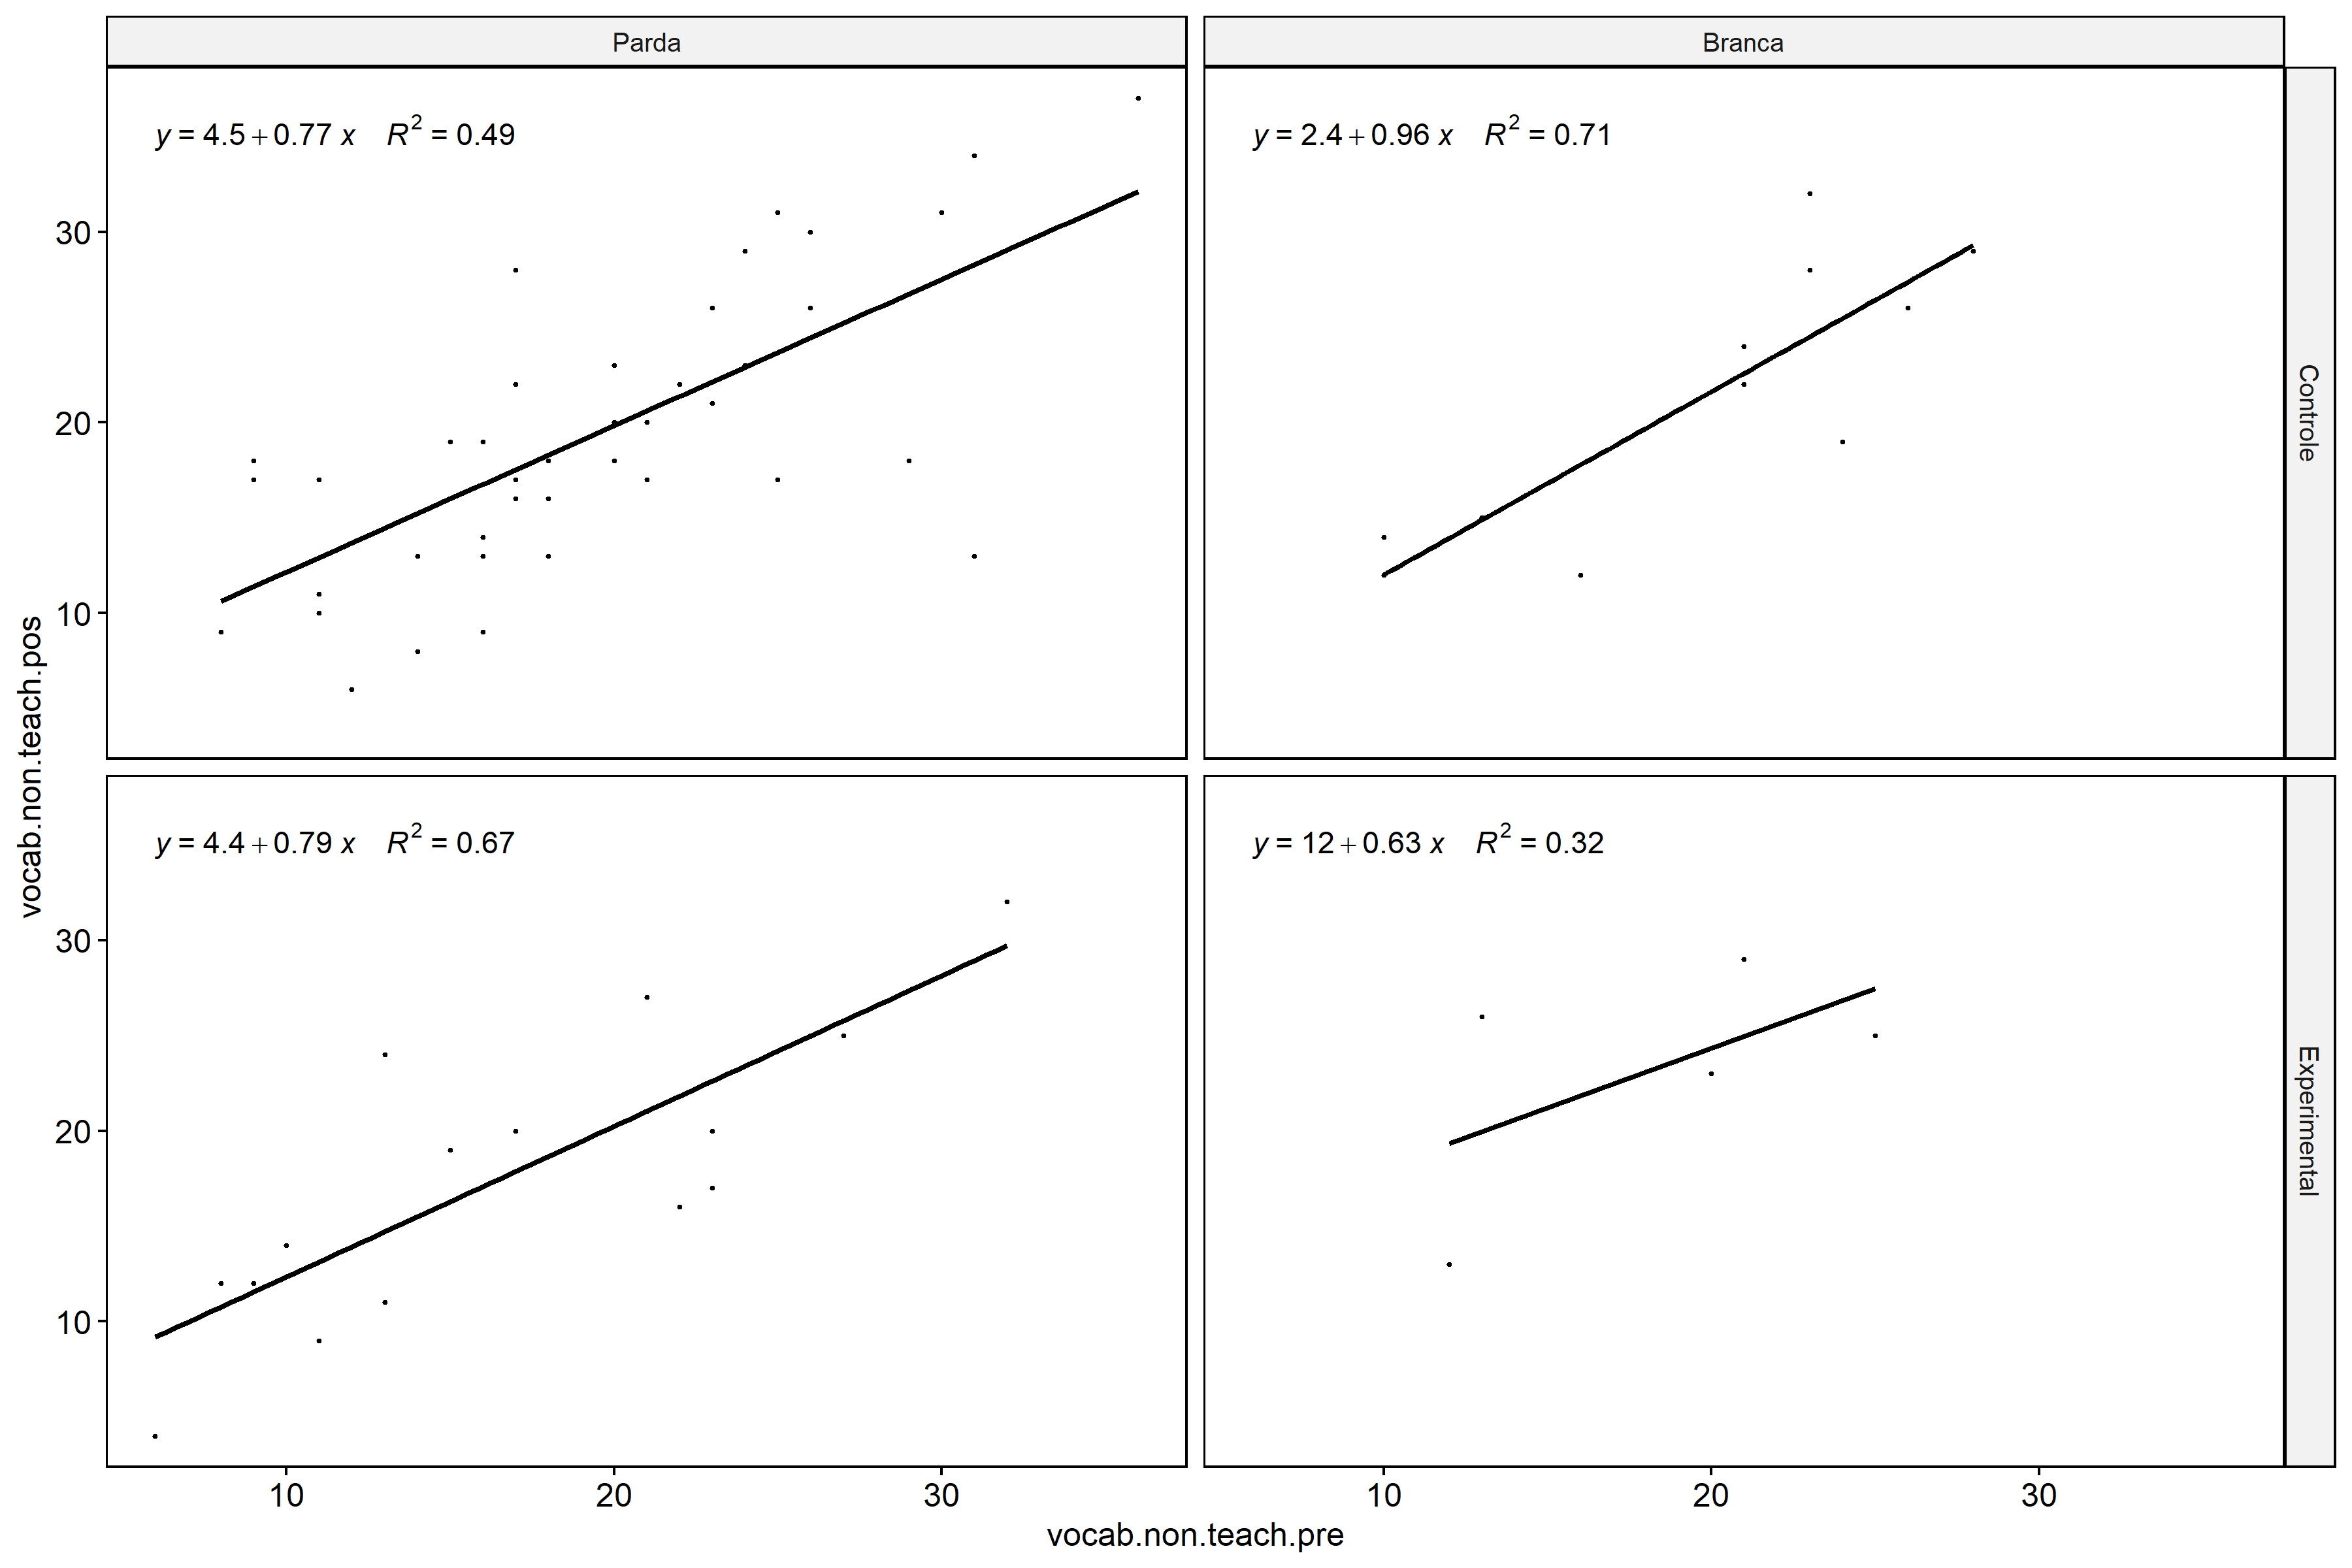 Parda
Branca
y = 4.5 + 0.77 x R² = 0.49
y = 2.4 + 0.96 x R² = 0.71
30
20
10
Controle
y = 4.4 + 0.79 x R² = 0.67
y = 12 + 0.63 x R² = 0.32
30
20
10
Experimental
vocab.non.teach.pos
10 20 30
10 20 30
vocab.non.teach.pre